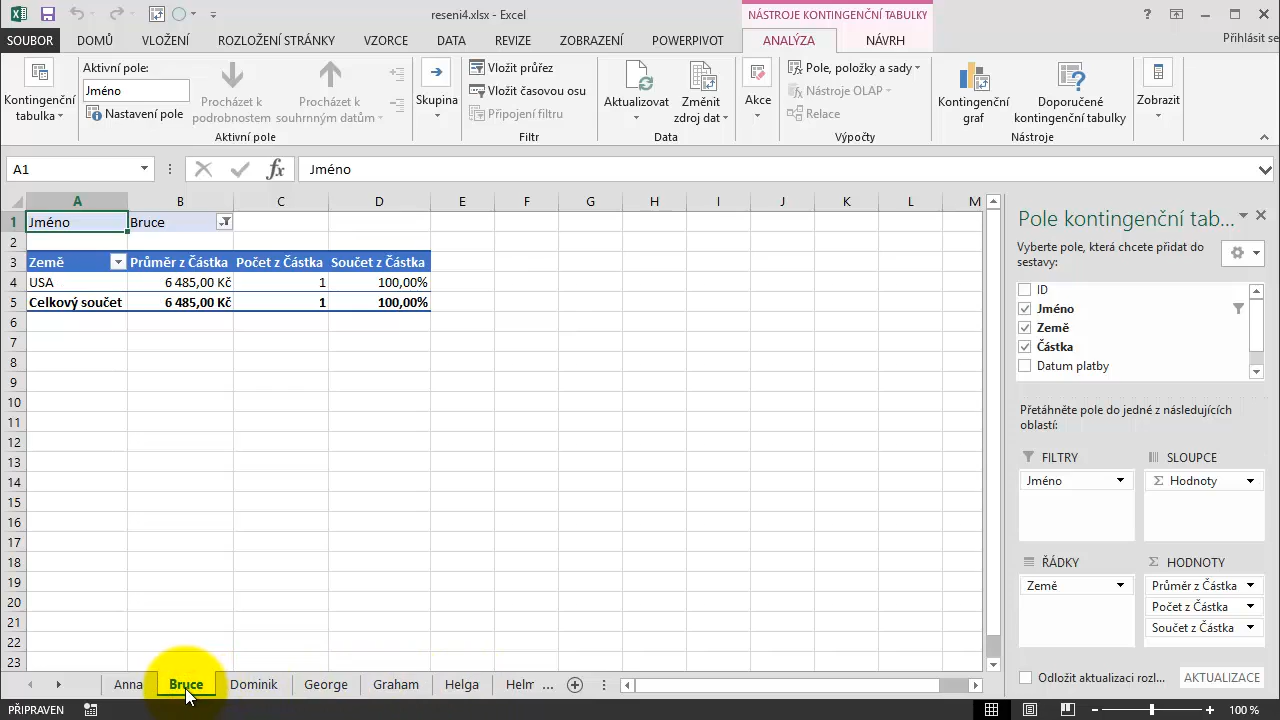 reseni4.xlsx - Excel
NÁSTROJE KONTINGENČNÍ TABULKY
Přihlásit se
SOUBOR DOMŮ VLOŽENÍ ROZLOŽENÍ STRÁNKY VZORCE DATA REVIZE ZOBRAZENÍ POWERPIVOT ANALÝZA NÁVRH
Kontingenční
tabulka
Aktivní pole:
Jméno
Nastavení pole
Procházet k
podrobnostem
Procházet k
souhrnným datům
Aktivní pole
Skupina
Vložit průřez
Vložit časovou osu
Připojení filtru
Filtr
Aktualizovat
Změnit
zdroj dat
Data
Akce
Pole, položky a sady
Nástroje OLAP
Relace
Výpočty
Kontingenční
graf
Doporučené
kontingenční tabulky
Nástroje
Zobrazit
A1
fx
Jméno
A B C D E F G H I J K L M
1 Jméno Bruce
2
3 Země Průměr z Částka Počet z Částka Součet z Částka
4 USA 6 485,00 Kč 1 100,00%
5 Celkový součet 6 485,00 Kč 1 100,00%
6
7
8
9
10
11
12
13
14
15
16
17
18
19
20
21
22
23
Pole kontingenční tab...
Vyberte pole, která chcete přidat do
sestavy:
ID
Jméno
Země
Částka
Datum platby
Přetáhněte pole do jedné z následujících
oblastí:
FILTRY
Jméno
SLOUPCE
Σ Hodnoty
ŘÁDKY
Země
Σ HODNOTY
Průměr z Částka
Počet z Částka
Součet z Částka
Odložit aktualizaci rozl...
AKTUALIZACE
Anna Bruce Dominik George Graham Helga Helm ...
PŘIPRAVEN
100 %